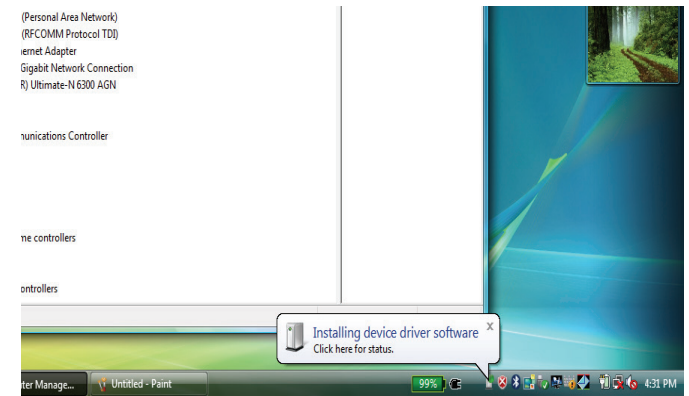 (Personal Area Network)
(RFCOMM Protocol TDI)
ernet Adapter
Gigabit Network Connection
R) Ultimate-N 6300 AGN
nunications Controller
me controllers
ontrollers
Installing device driver software
x
Click here for status.
ter Manage...
Untitled - Paint
99%
4:31 PM